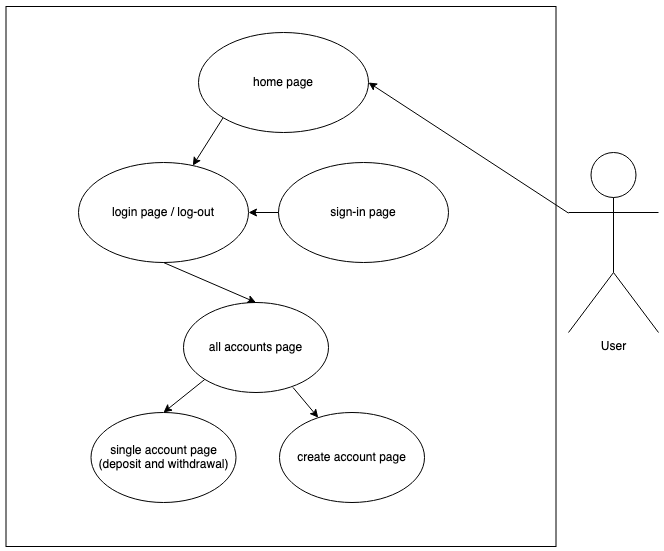 home page
login page / log-out
sign-in page
User
all accounts page
single account page
(deposit and withdrawal)
create account page